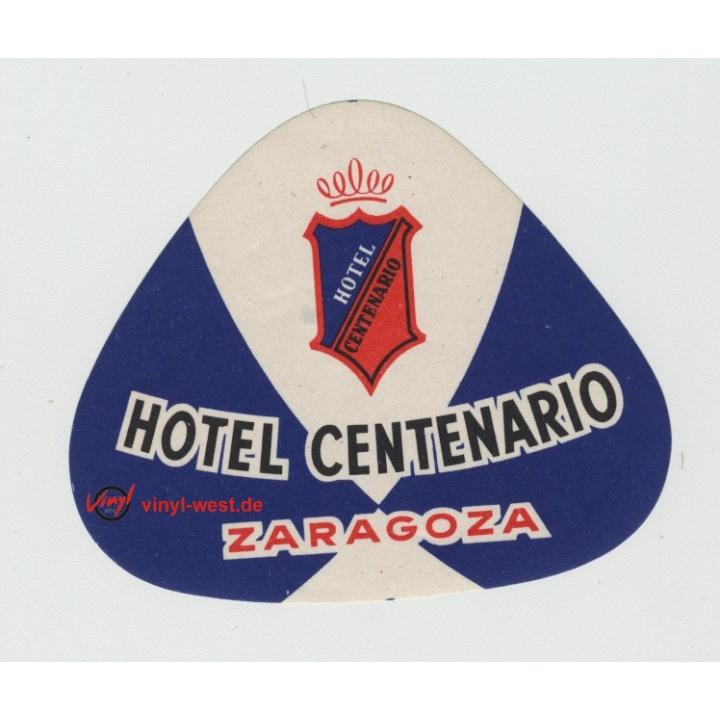 HOTEL
CENTENARIO
HOTEL CENTENARIO
Vinyl vinyl-west.de
ZARAGOZA